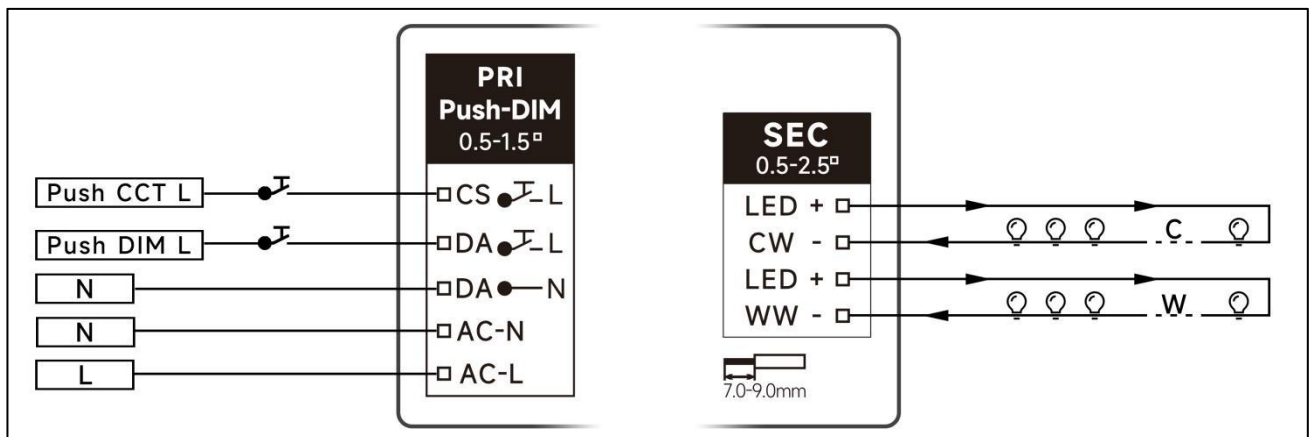 PRI
Push-DIM
0.5-1.5▫
Push CCT L
CS L
Push DIM L
DA L
N
DA N
N
AC-N
L
AC-L
SEC
0.5-2.5▫
LED + 
CW -
C
LED +
WW -
W
7.0-9.0mm